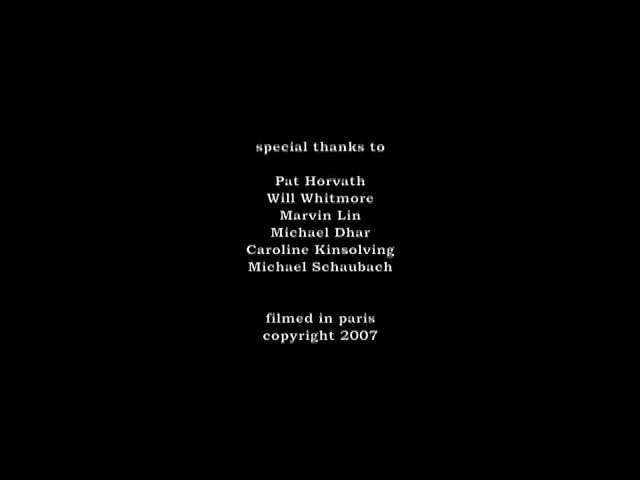 special thanks to
Pat Horvath
Will Whitmore
Marvin Lin
Michael Dhar
Caroline Kinsolving
Michael Schaubach
filmed in paris
copyright 2007